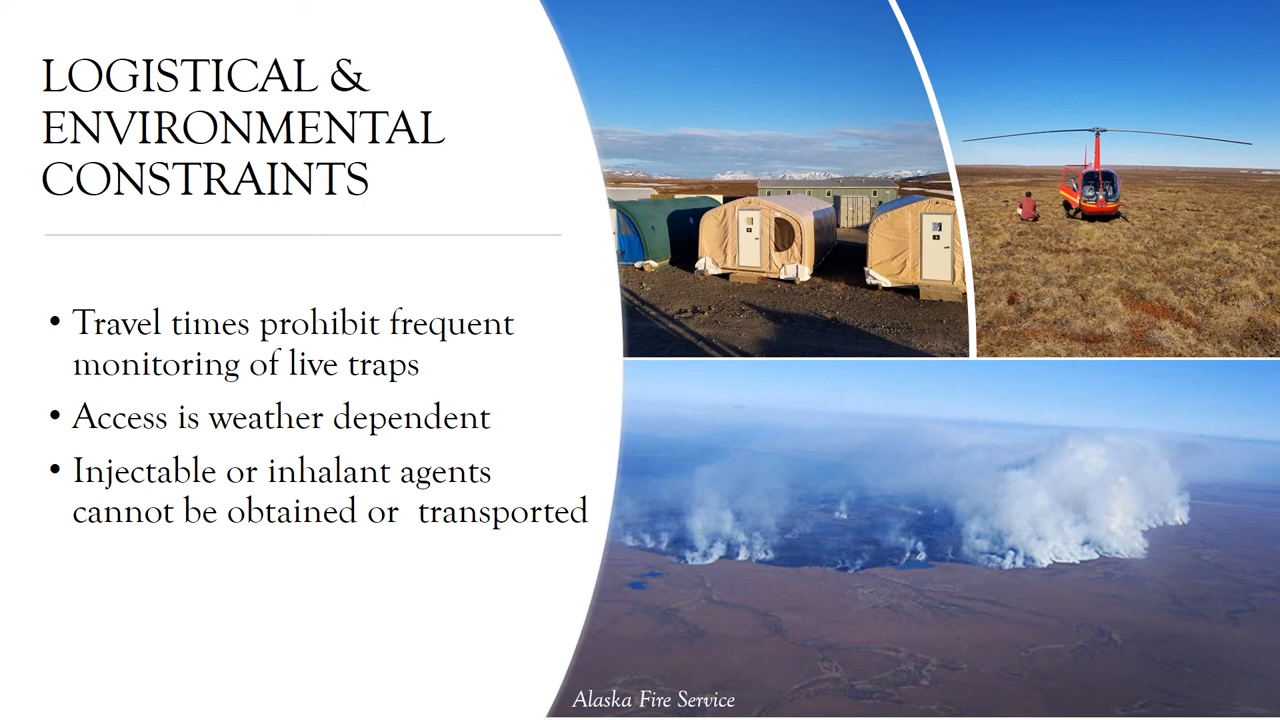 LOGISTICAL &
ENVIRONMENTAL
CONSTRAINTS
• Travel times prohibit frequent
monitoring of live traps
• Access is weather dependent
• Injectable or inhalant agents
cannot be obtained or  transported
Alaska Fire Service